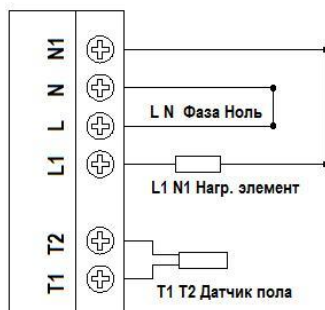 N1
N
L
L N Фаза Ноль
L1
L1 N1 Нагр. элемент
T2
T1
T1 T2 Датчик пола